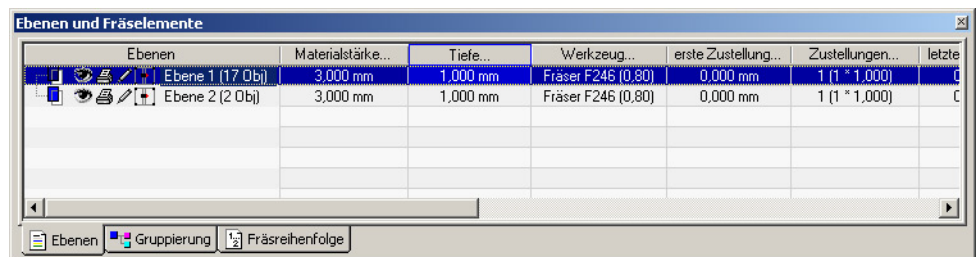 Ebenen und Fräselemente
Ebenen Materialstärke... Tiefe... Werkzeug... erste Zustellung... Zustellungen... letzte
Ebene 1 (17 Obj) 3,000 mm 1,000 mm Fräser F246 (0,80) 0,000 mm 1 (1 * 1,000) 0
Ebene 2 (2 Obj) 3,000 mm 1,000 mm Fräser F246 (0,80) 0,000 mm 1 (1 * 1,000)
Ebenen Gruppierung Fräsreihenfolge